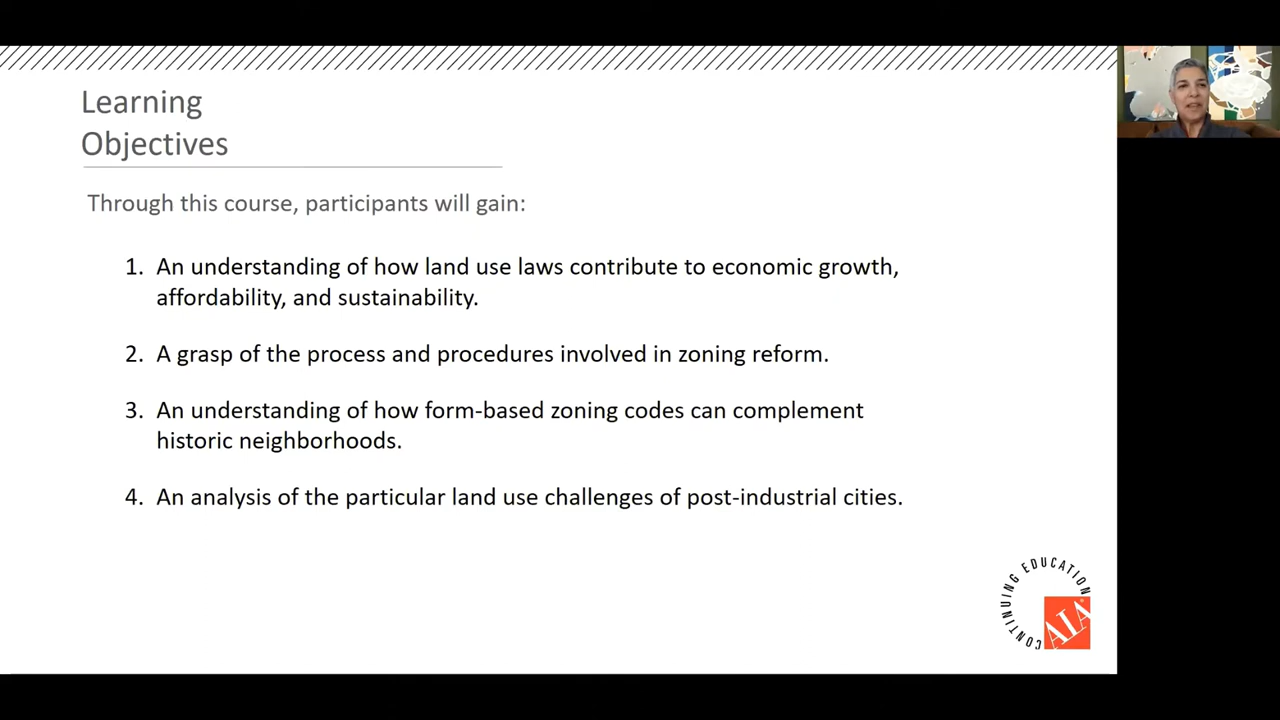 Learning
Objectives
Through this course, participants will gain:
1. An understanding of how land use laws contribute to economic growth,
affordability, and sustainability.
2. A grasp of the process and procedures involved in zoning reform.
3. An understanding of how form-based zoning codes can complement
historic neighborhoods.
4. An analysis of the particular land use challenges of post-industrial cities.
CONTINUING EDUCATION
AIA